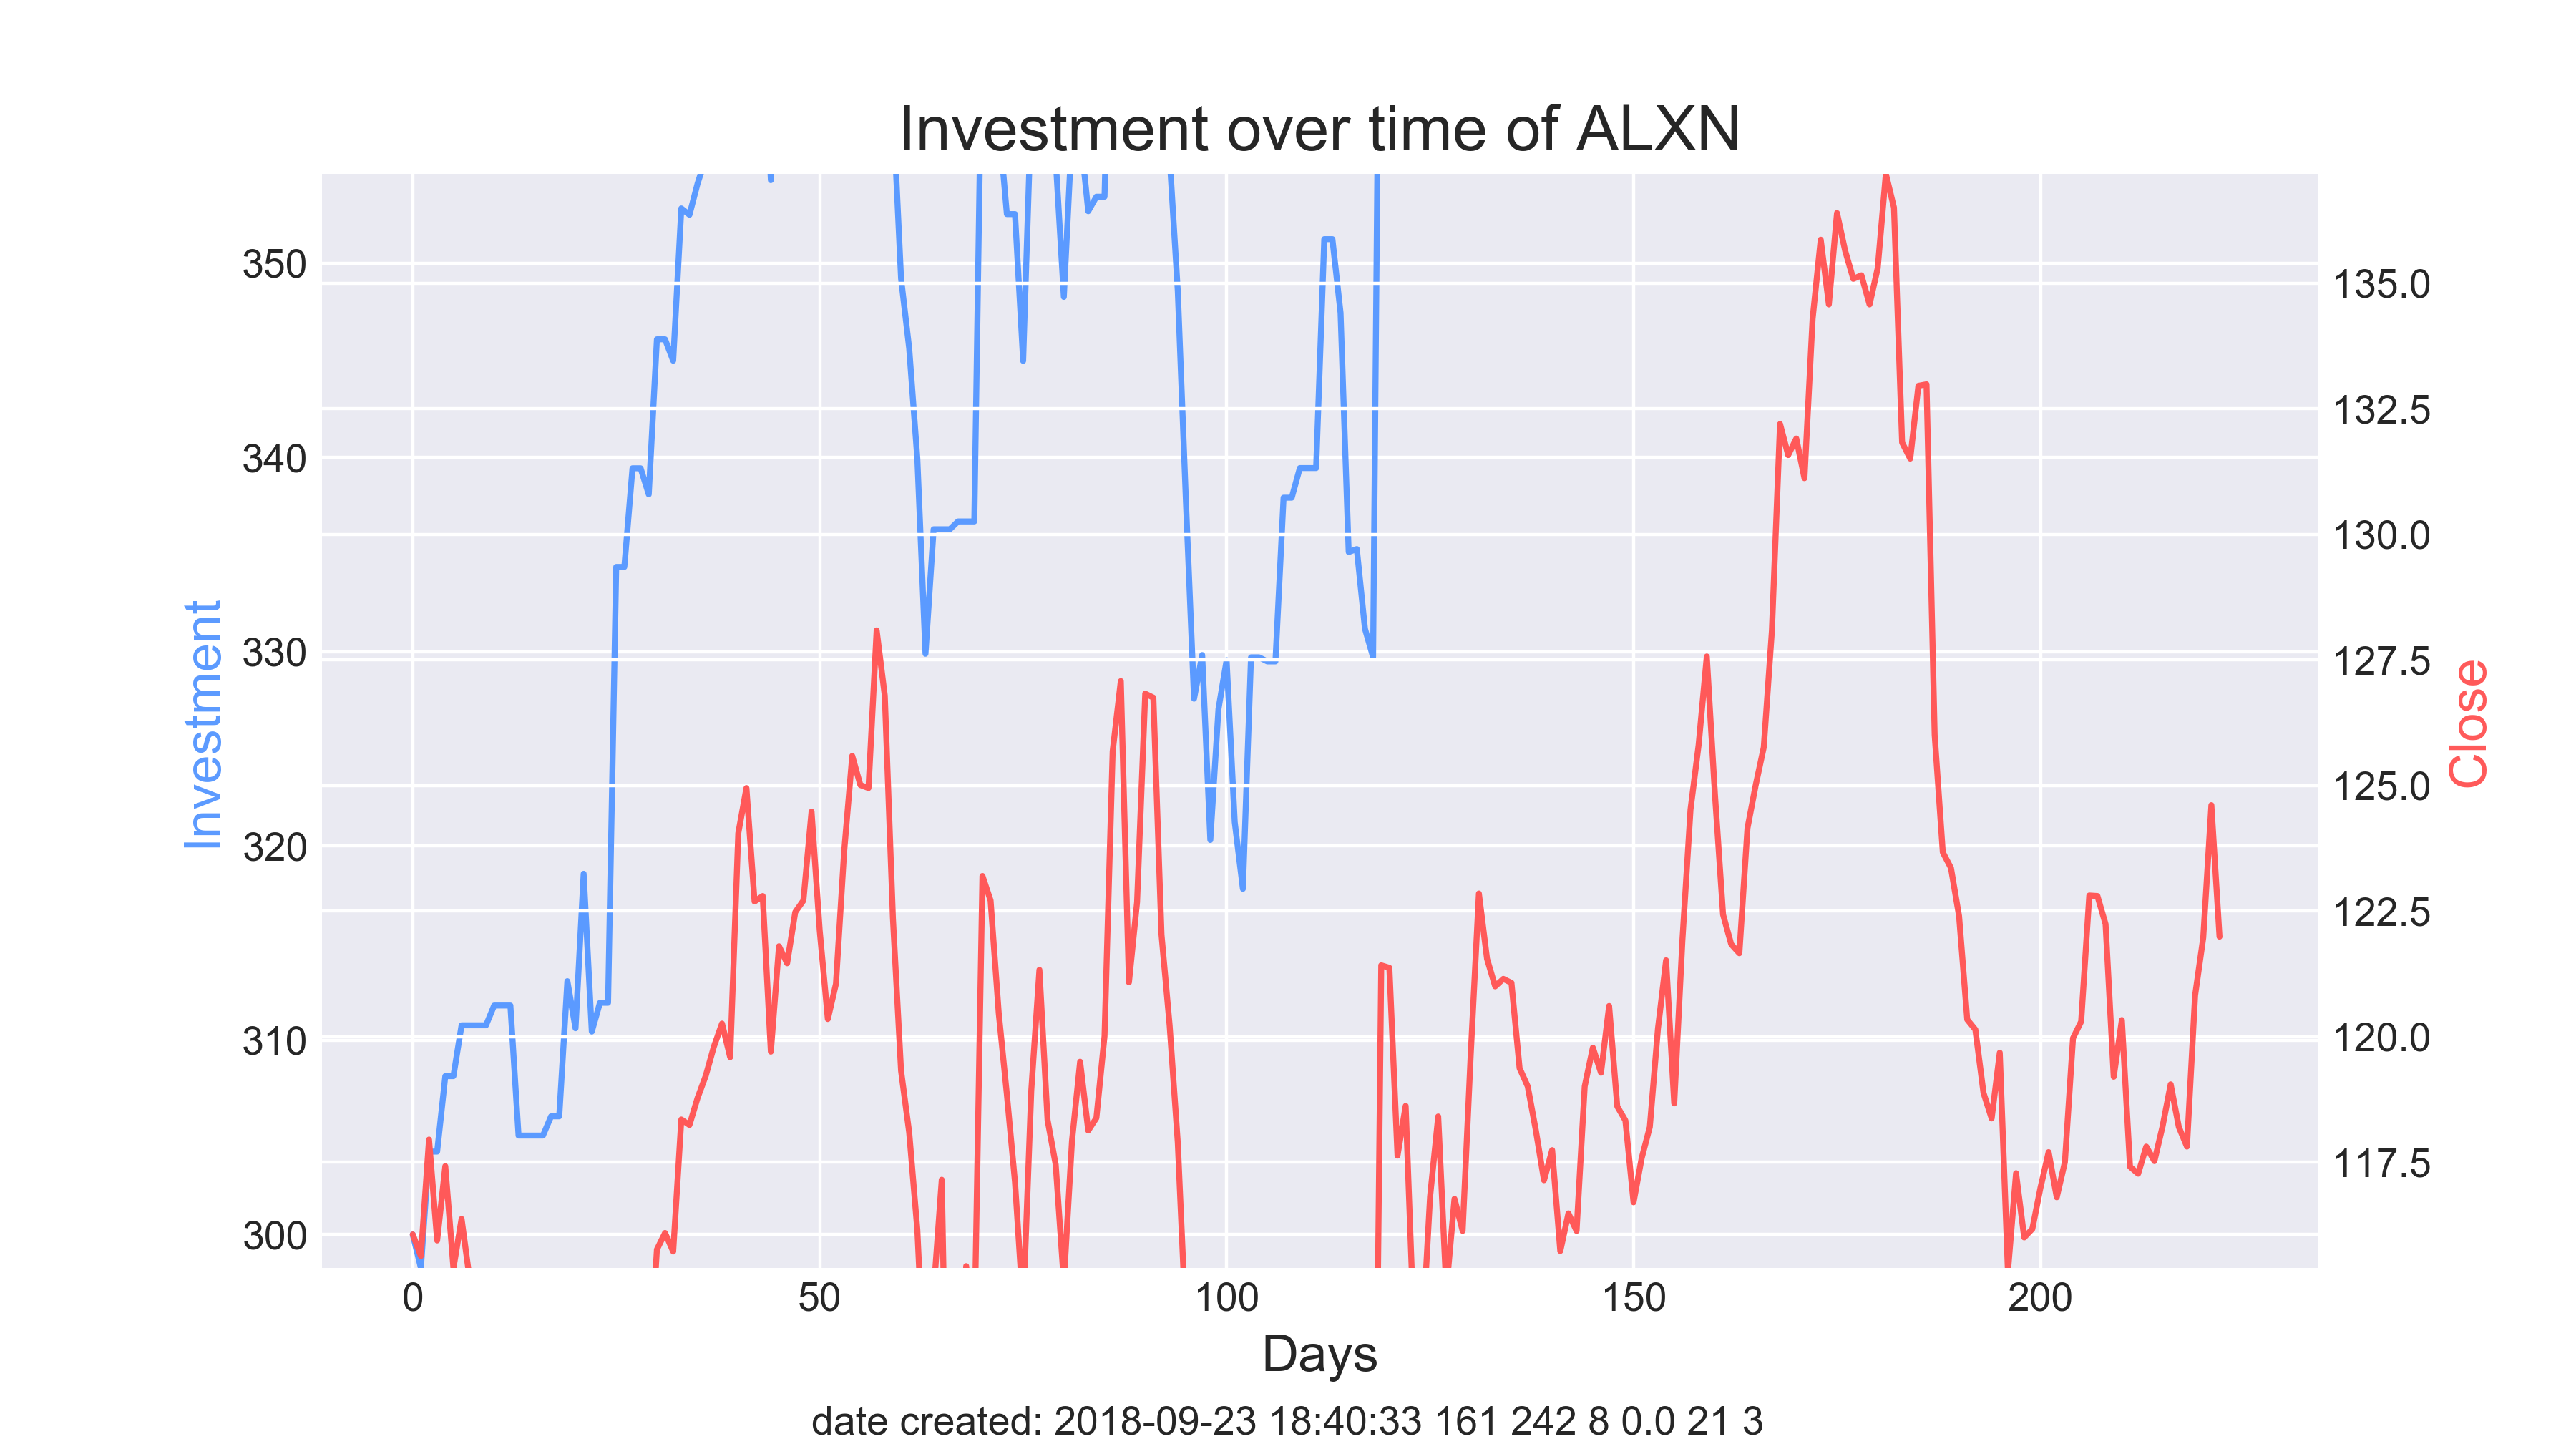 Investment over time of ALXN
350
340
330
320
310
300
Investment
135.0
132.5
130.0
127.5
125.0
122.5
120.0
117.5
Close
0 50 100 150 200
Days
date created: 2018-09-23 18:40:33 161 242 8 0.0 21 3